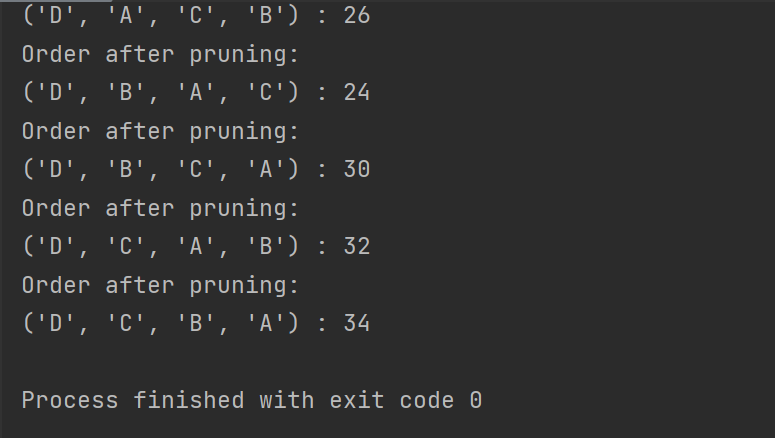 ('D', 'A', 'C', 'B') : 26
Order after pruning:
('D', 'B', 'A', 'C') : 24
Order after pruning:
('D', 'B', 'C', 'A') : 30
Order after pruning:
('D', 'C', 'A', 'B') : 32
Order after pruning:
('D', 'C', 'B', 'A') : 34
Process finished with exit code 0